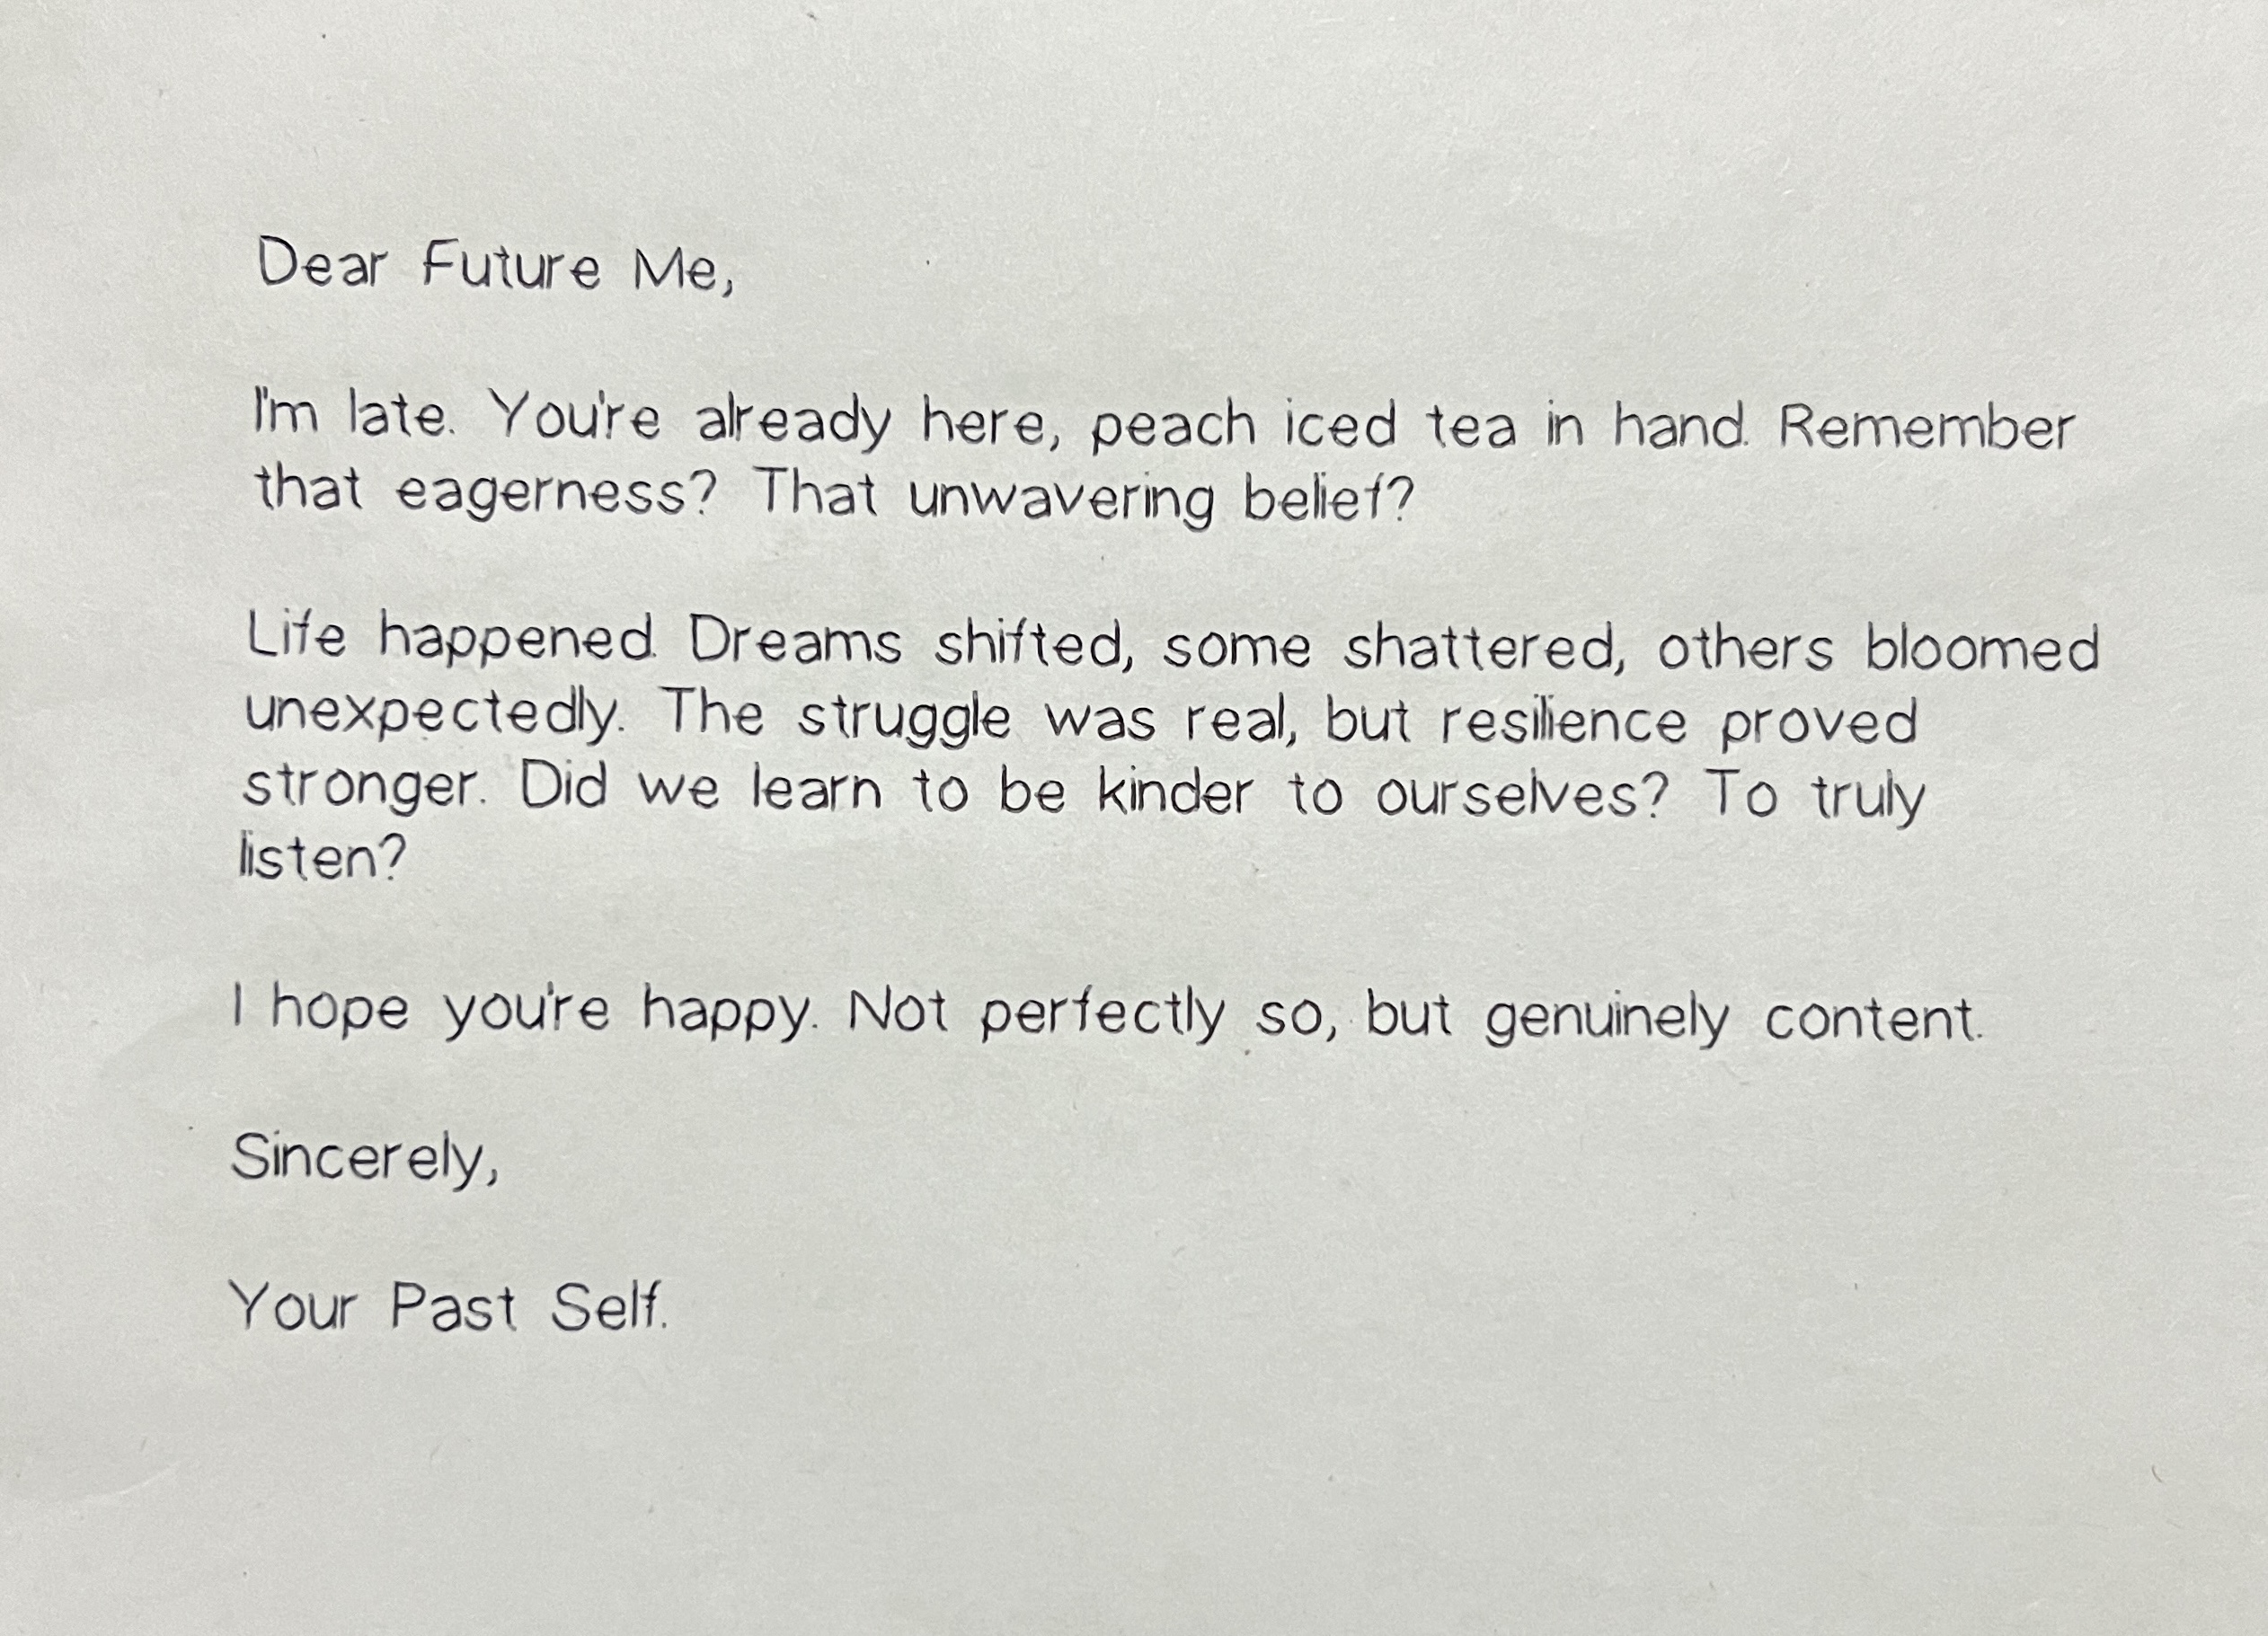 Dear Future Me,
I'm late. You're already here, peach iced tea in hand. Remember
that eagerness? That unwavering belief?
Life happened. Dreams shifted, some shattered, others bloomed
unexpectedly. The struggle was real, but resilience proved
stronger. Did we learn to be kinder to ourselves? To truly
listen?
I hope you're happy. Not perfectly so, but genuinely content.
Sincerely,
Your Past Self.